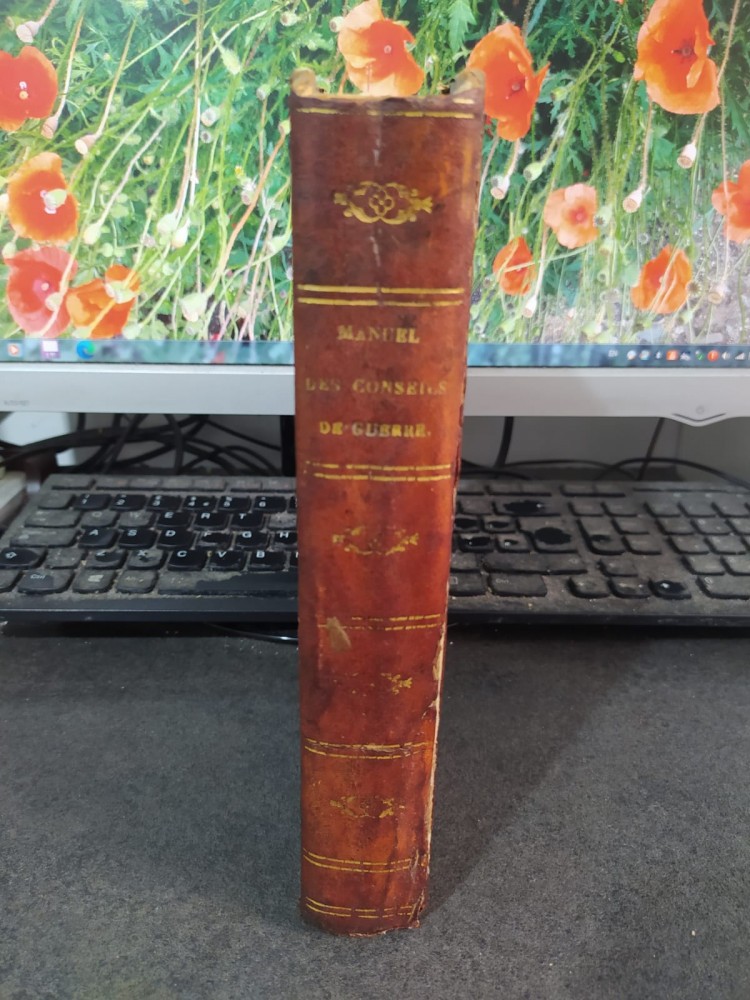 MANUEL
DES CONSEILS
DE GUERRE.
E R T
A S D F G H
Z X C V B